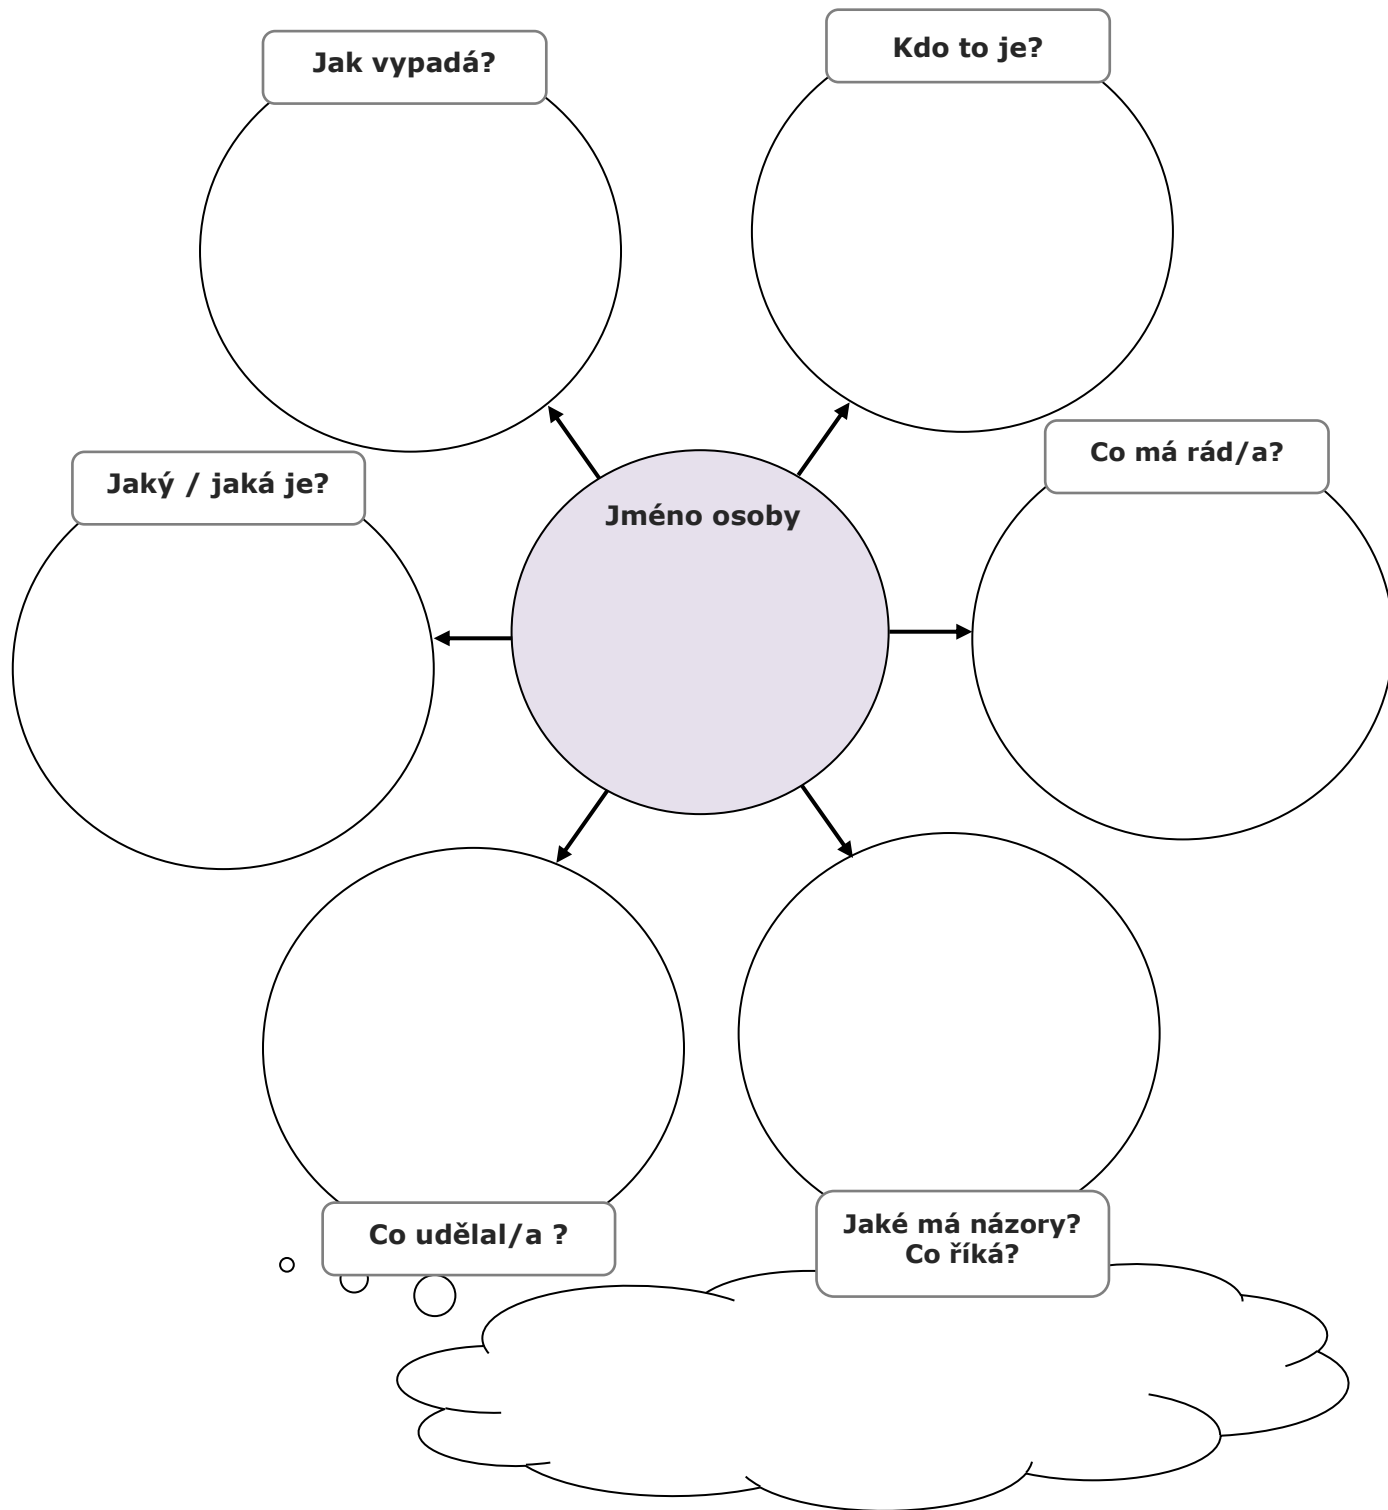 Jak vypadá?
Kdo to je?
Jaký / jaká je?
Co má rád/a?
Jméno osoby
Co udělal/a ?
Jaké má názory?
Co říká?